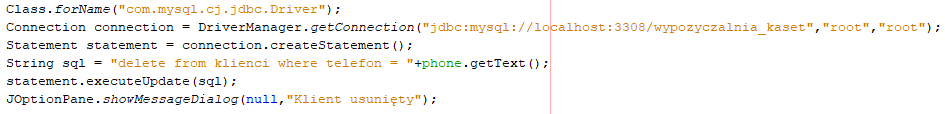 Class.forName("com.mysql.cj.jdbc.Driver");
Connection connection = DriverManager.getConnection("jdbc:mysql://localhost:3308/wypozyczalnia_kaset","root","root");
Statement statement = connection.createStatement();
String sql = "delete from klienci where telefon = "+phone.getText();
statement.executeUpdate(sql);
JOptionPane.showMessageDialog(null,"Klient usunięty");